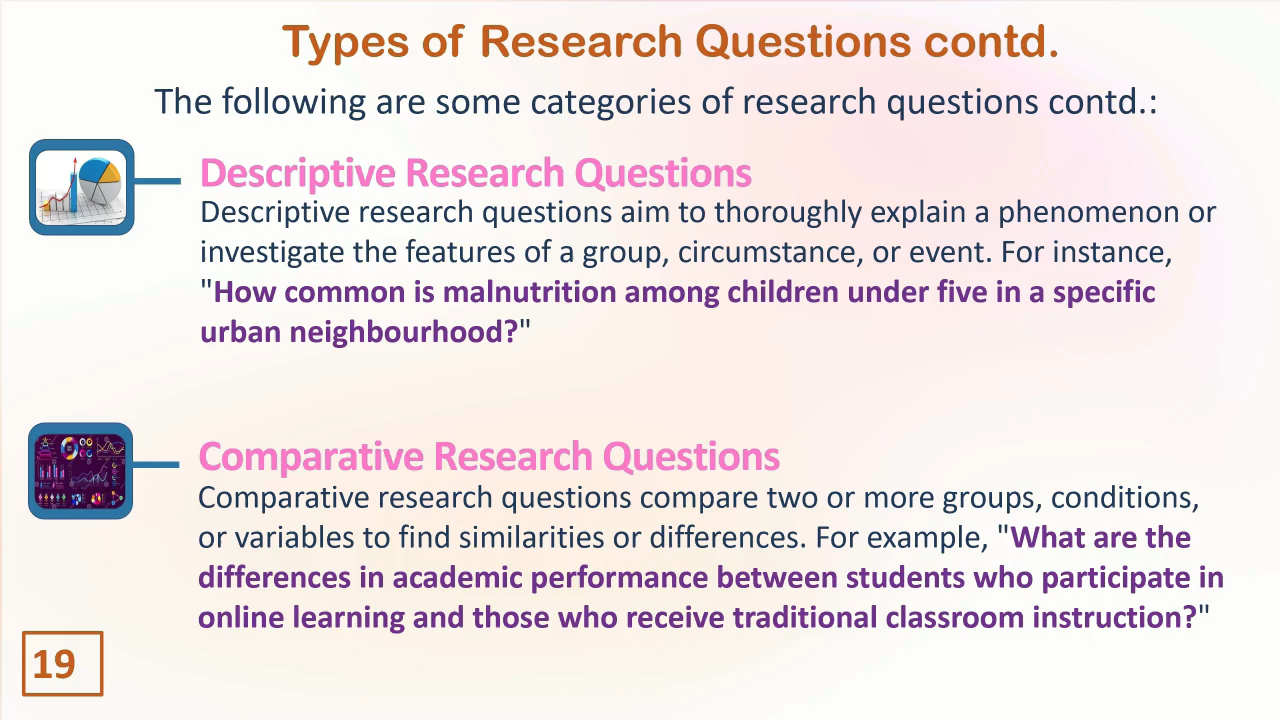 Types of Research Questions contd.
The following are some categories of research questions contd.:
Descriptive Research Questions
Descriptive research questions aim to thoroughly explain a phenomenon or
investigate the features of a group, circumstance, or event. For instance,
"How common is malnutrition among children under five in a specific
urban neighbourhood?"
Comparative Research Questions
Comparative research questions compare two or more groups, conditions,
or variables to find similarities or differences. For example, "What are the
differences in academic performance between students who participate in
online learning and those who receive traditional classroom instruction?"
19